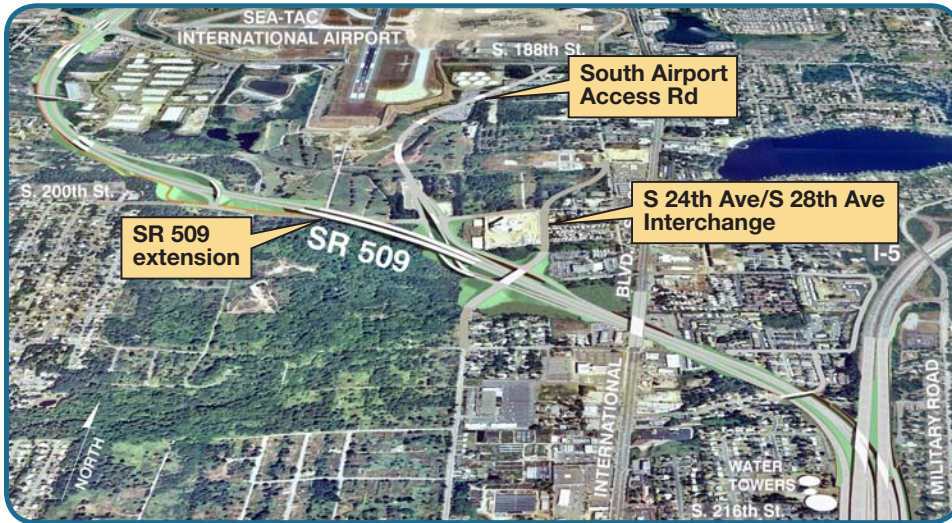 SEA-TAC
INTERNATIONAL AIRPORT
S. 188th St.
South Airport
Access Rd
S. 200th St.
S 24th Ave/S 28th Ave
Interchange
SR 509
extension
SR 509
I-5
INTERNATIONAL
BLVD.
MILITARY ROAD
NORTH
WATER
TOWERS
S. 216th St.